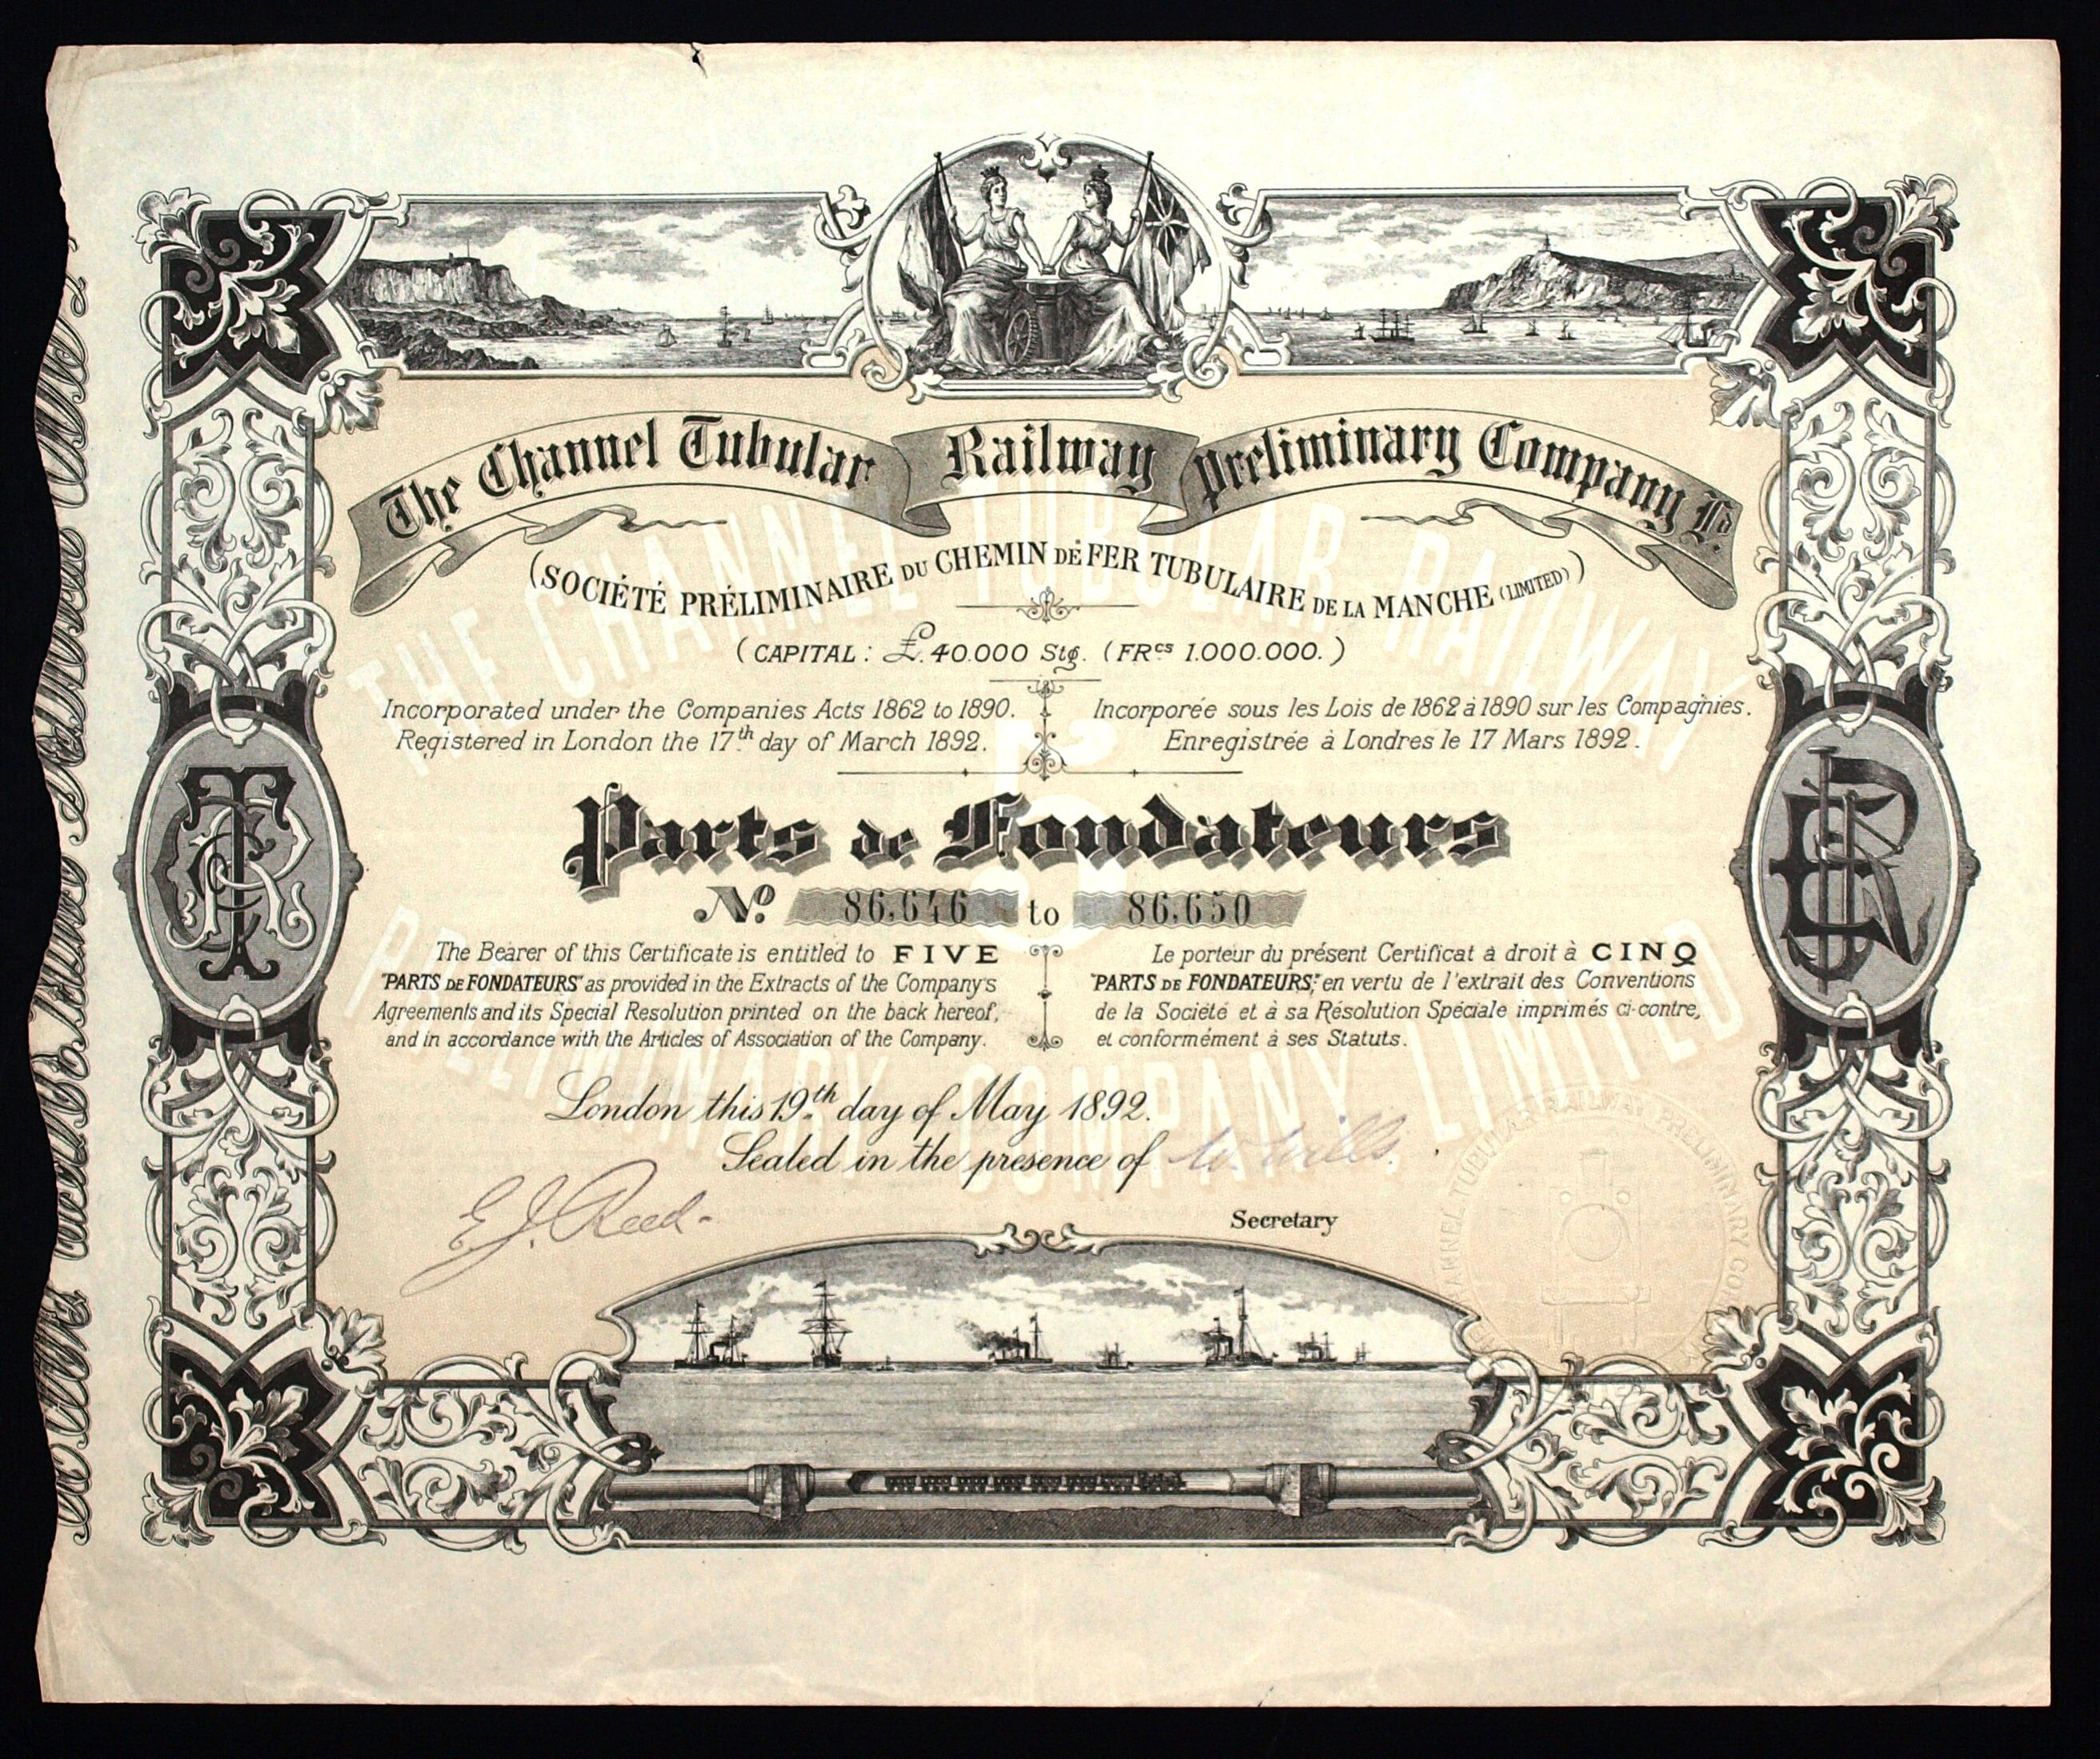 The Channel Tubular Railway Preliminary Company Ld.
(SOCIÉTÉ PRÉLIMINAIRE DU CHEMIN DE FER TUBULAIRE DE LA MANCHE (LIMITED))
(CAPITAL: £.40.000 Stg. (FRcs 1.000.000.)
Incorporated under the Companies Acts 1862 to 1890.
Registered in London the 17th day of March 1892.
Incorporée sous les Lois de 1862 à 1890 sur les Compagnies.
Enregistrée à Londres le 17 Mars 1892.
Parts de Fondateurs
No. 86,646 to 86,650
The Bearer of this Certificate is entitled to FIVE
"PARTS DE FONDATEURS" as provided in the Extracts of the Company's
Agreements and its Special Resolution printed on the back hereof,
and in accordance with the Articles of Association of the Company.
Le porteur du présent Certificat a droit à CINQ
"PARTS DE FONDATEURS," en vertu de l'extrait des Conventions
de la Société et à sa Résolution Spéciale imprimés ci-contre,
et conformément à ses Statuts.
London this 19th day of May 1892.
Sealed in the presence of W. Wills.
E. J. Reed
Secretary
THE CHANNEL TUBULAR RAILWAY
5
PRELIMINARY COMPANY LIMITED
CHANNEL TUBULAR RAILWAY PRELIMINARY COMPANY